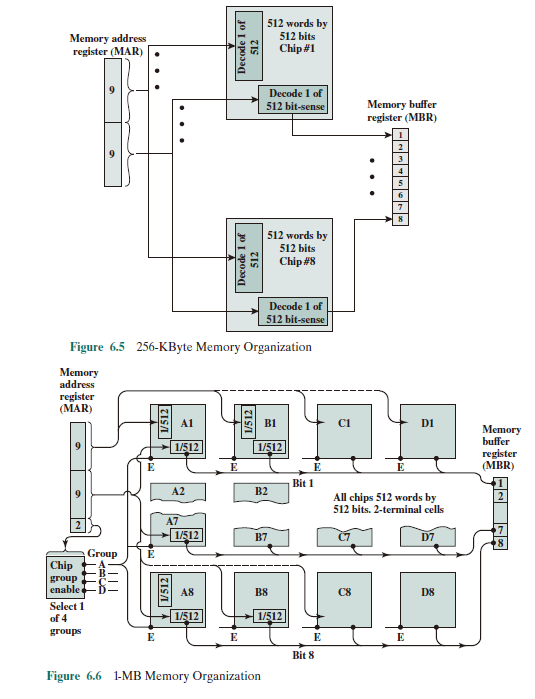 Memory address
register (MAR)
9
9
Decode 1 of
512
512 words by
512 bits
Chip #1
Decode 1 of
512 bit-sense
Memory buffer
register (MBR)
1
2
3
4
5
6
7
8
Decode 1 of
512
512 words by
512 bits
Chip #8
Decode 1 of
512 bit-sense
Figure 6.5 256-KByte Memory Organization
Memory
address
register
(MAR)
9
9
2
Chip
group
enable
Group
A
B
C
D
Select 1
of 4
groups
1/512
A1
1/512
E
1/512
B1
1/512
E
C1
E
D1
E
Bit 1
A2
B2
All chips 512 words by
512 bits. 2-terminal cells
A7
1/512
E
B7
C7
D7
1/512
A8
1/512
E
B8
1/512
E
C8
E
D8
E
Bit 8
Memory
buffer
register
(MBR)
1
2
7
8
Figure 6.6 1-MB Memory Organization